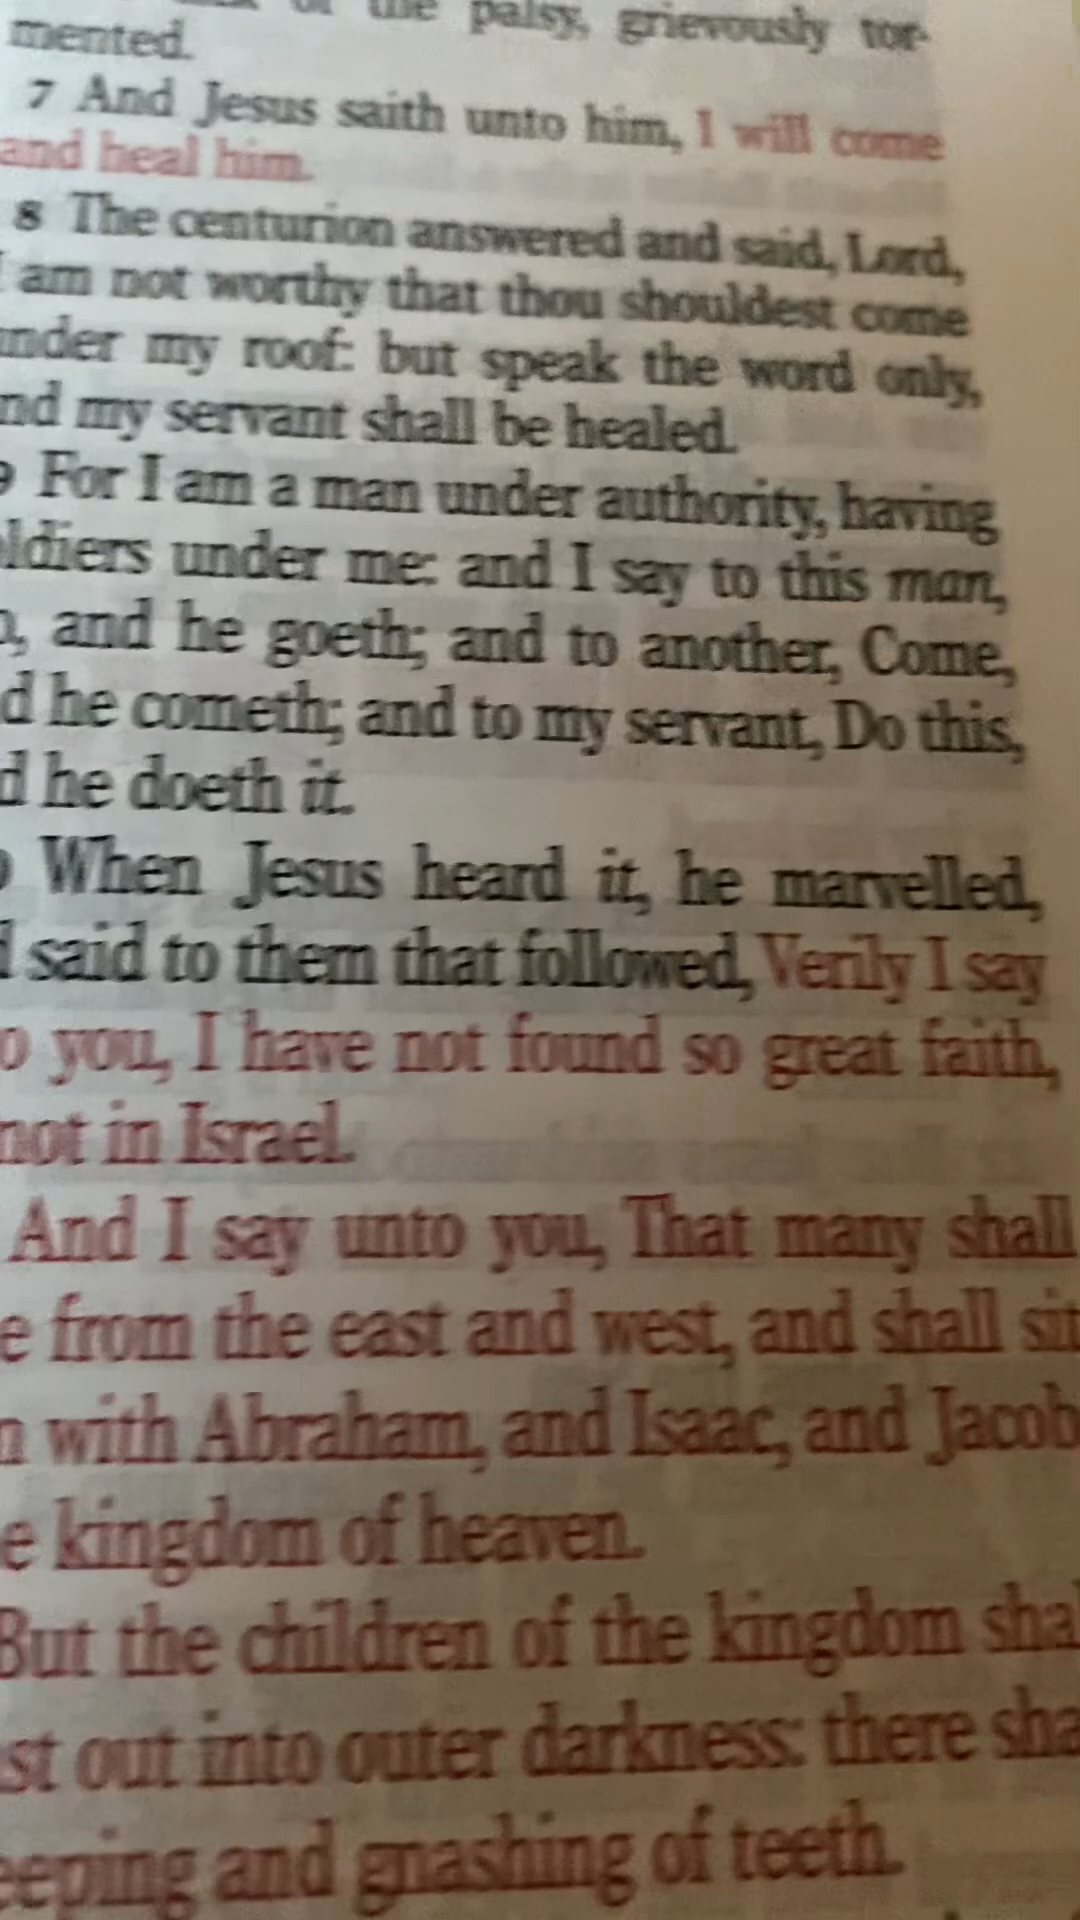 of the palsy, grievously tor-
mented.
7 And Jesus saith unto him, I will come
and heal him.
8 The centurion answered and said, Lord,
I am not worthy that thou shouldest come
nder my roof: but speak the word only,
nd my servant shall be healed.
9 For I am a man under authority, having
ldiers under me: and I say to this man,
o, and he goeth; and to another, Come,
d he cometh; and to my servant, Do this,
d he doeth it.
When Jesus heard it, he marvelled,
d said to them that followed, Verily I say
o you, I have not found so great faith,
not in Israel.
And I say unto you, That many shall
e from the east and west, and shall sit
n with Abraham, and Isaac, and Jacob
e kingdom of heaven.
But the children of the kingdom shal
st out into outer darkness: there sha
eeping and gnashing of teeth.